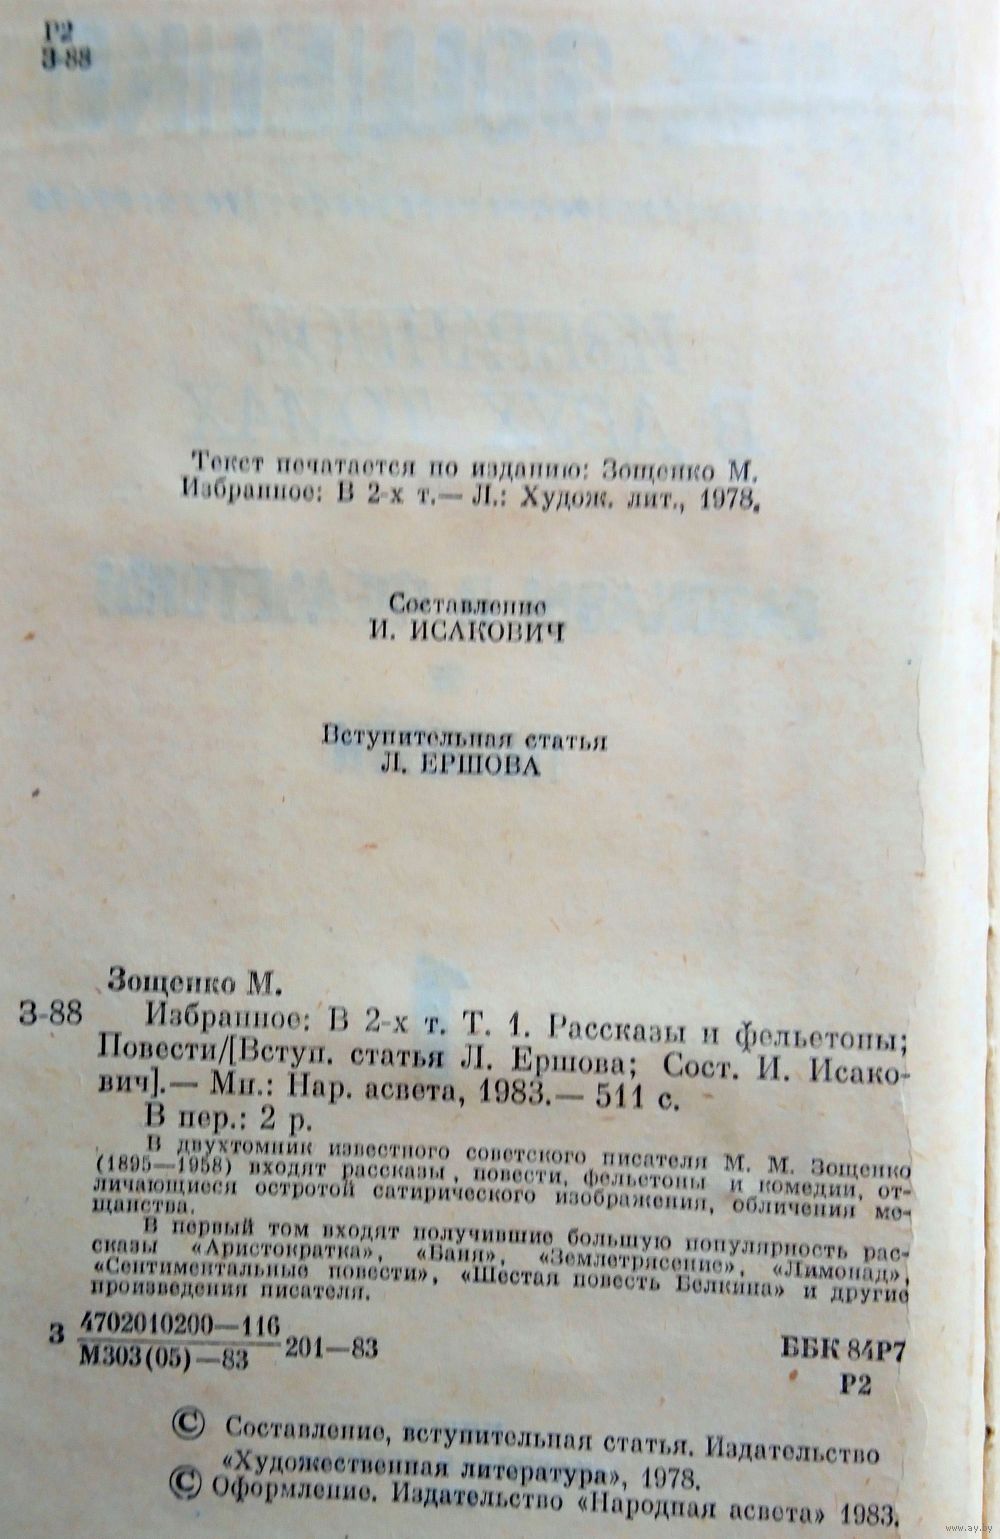 Р2
З-88
Текст печатается по изданию: Зощенко М.
Избранное: В 2-х т.— Л.: Худож. лит., 1978.
Составление
И. ИСАКОВИЧ
Вступительная статья
Л. ЕРШОВА
Зощенко М.
З-88 Избранное: В 2-х т. Т. 1. Рассказы и фельетоны;
Повести/[Вступ. статья Л. Ершова; Сост. И. Исако-
вич].— Мн.: Нар. асвета, 1983.— 511 с.
В пер.: 2 р.
В двухтомник известного советского писателя М. М. Зощенко
(1895—1958) входят рассказы, повести, фельетоны и комедии, от-
личающиеся остротой сатирического изображения, обличения ме-
щанства.
В первый том входят получившие большую популярность рас-
сказы «Аристократка», «Баня», «Землетрясение», «Лимонад»,
«Сентиментальные повести», «Шестая повесть Белкина» и другие
произведения писателя.
З 4702010200—116
М303(05)—83 201—83
ББК 84Р7
Р2
© Составление, вступительная статья. Издательство
«Художественная литература», 1978.
© Оформление. Издательство «Народная асвета» 1983.
www.ay.by